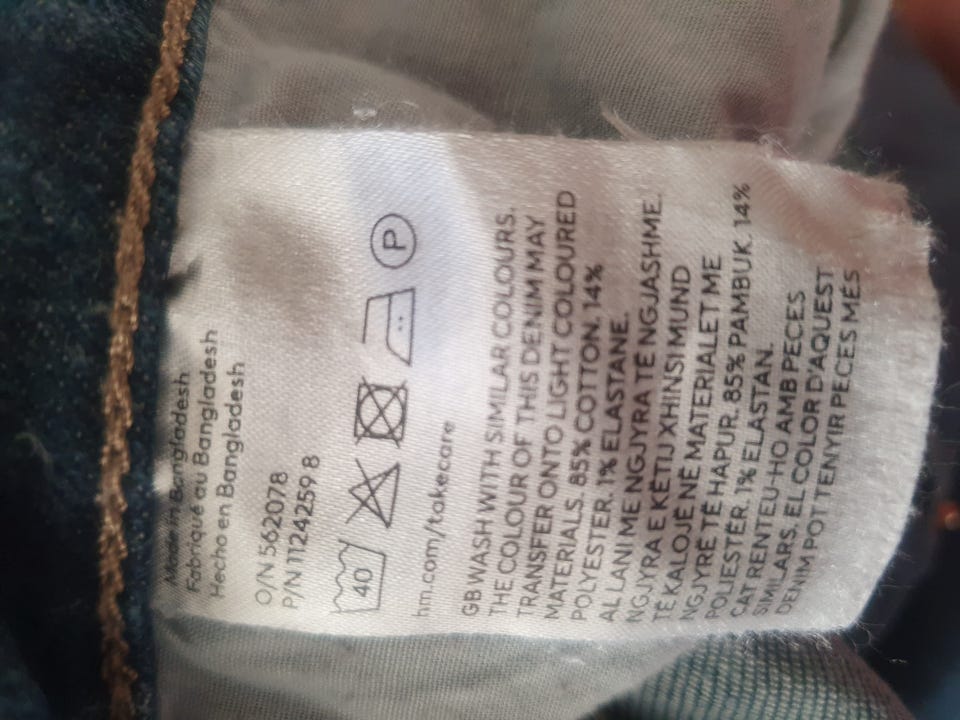 Made in Bangladesh
Fabriqué au Bangladesh
Hecho en Bangladesh
O/N 562078
P/N 11242598
40
P
hm.com/takecare
GB WASH WITH SIMILAR COLOURS.
THE COLOUR OF THIS DENIM MAY
TRANSFER ONTO LIGHT COLOURED
MATERIALS. 85% COTTON. 14%
POLYESTER. 1% ELASTANE.
AL LANI ME NGJYRA TË NGJASHME.
NGJYRA E KËTIJ XHINSI MUND
TË KALOJË NË MATERIALET ME
NGJYRË TË HAPUR. 85% PAMBUK. 14%
POLIESTËR. 1% ELASTAN.
CAT RENTEU-HO AMB PECES
SIMILARS. EL COLOR D'AQUEST
DENIM POT TENYIR PECES MÉS